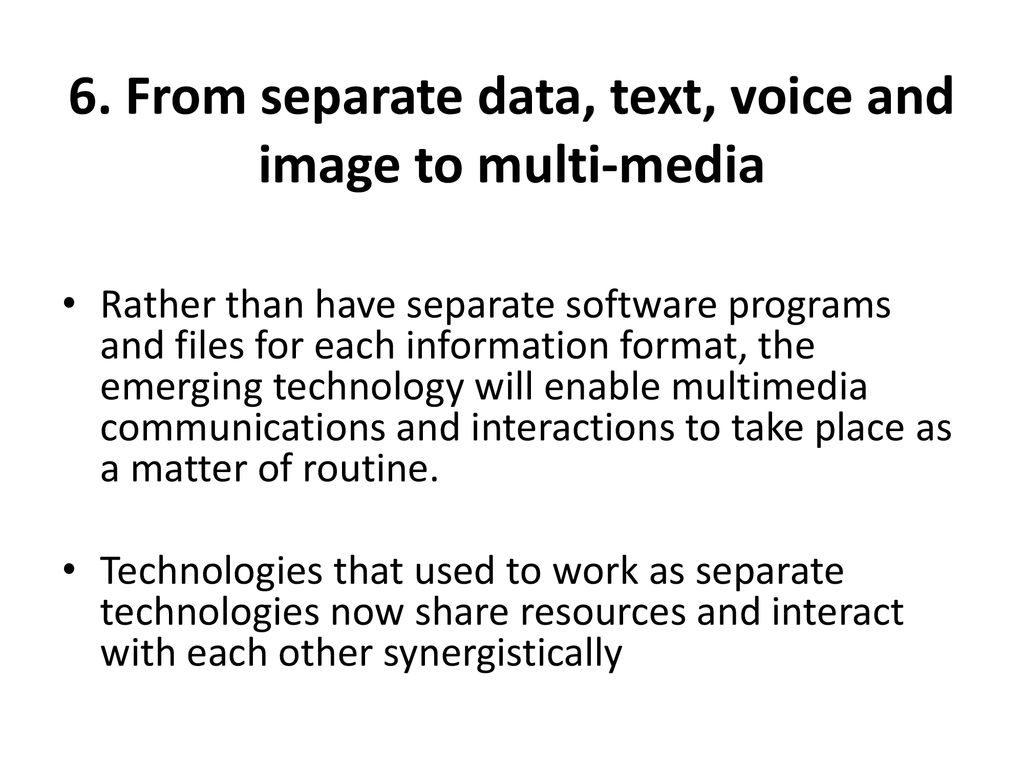 6. From separate data, text, voice and
image to multi-media
• Rather than have separate software programs
and files for each information format, the
emerging technology will enable multimedia
communications and interactions to take place as
a matter of routine.
• Technologies that used to work as separate
technologies now share resources and interact
with each other synergistically